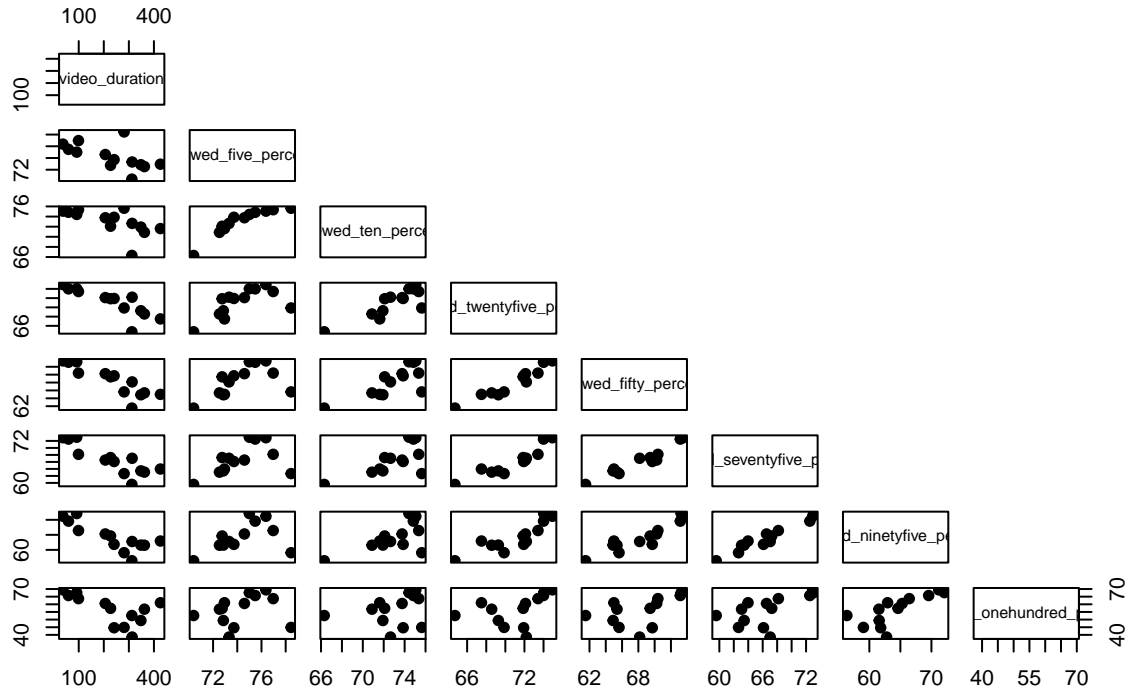 100 400
video_duration
100
wed_five_perc
72
wed_ten_perce
66 76
d_twentyfive_p
66
wed_fifty_perc
62
l_seventyfive_p
60 72
d_ninetyfive_pe
60
_onehundred_
40 70
40 70
100 400
72 76
66 70 74
66 72
62 68
60 66 72
60 70
40 55 70